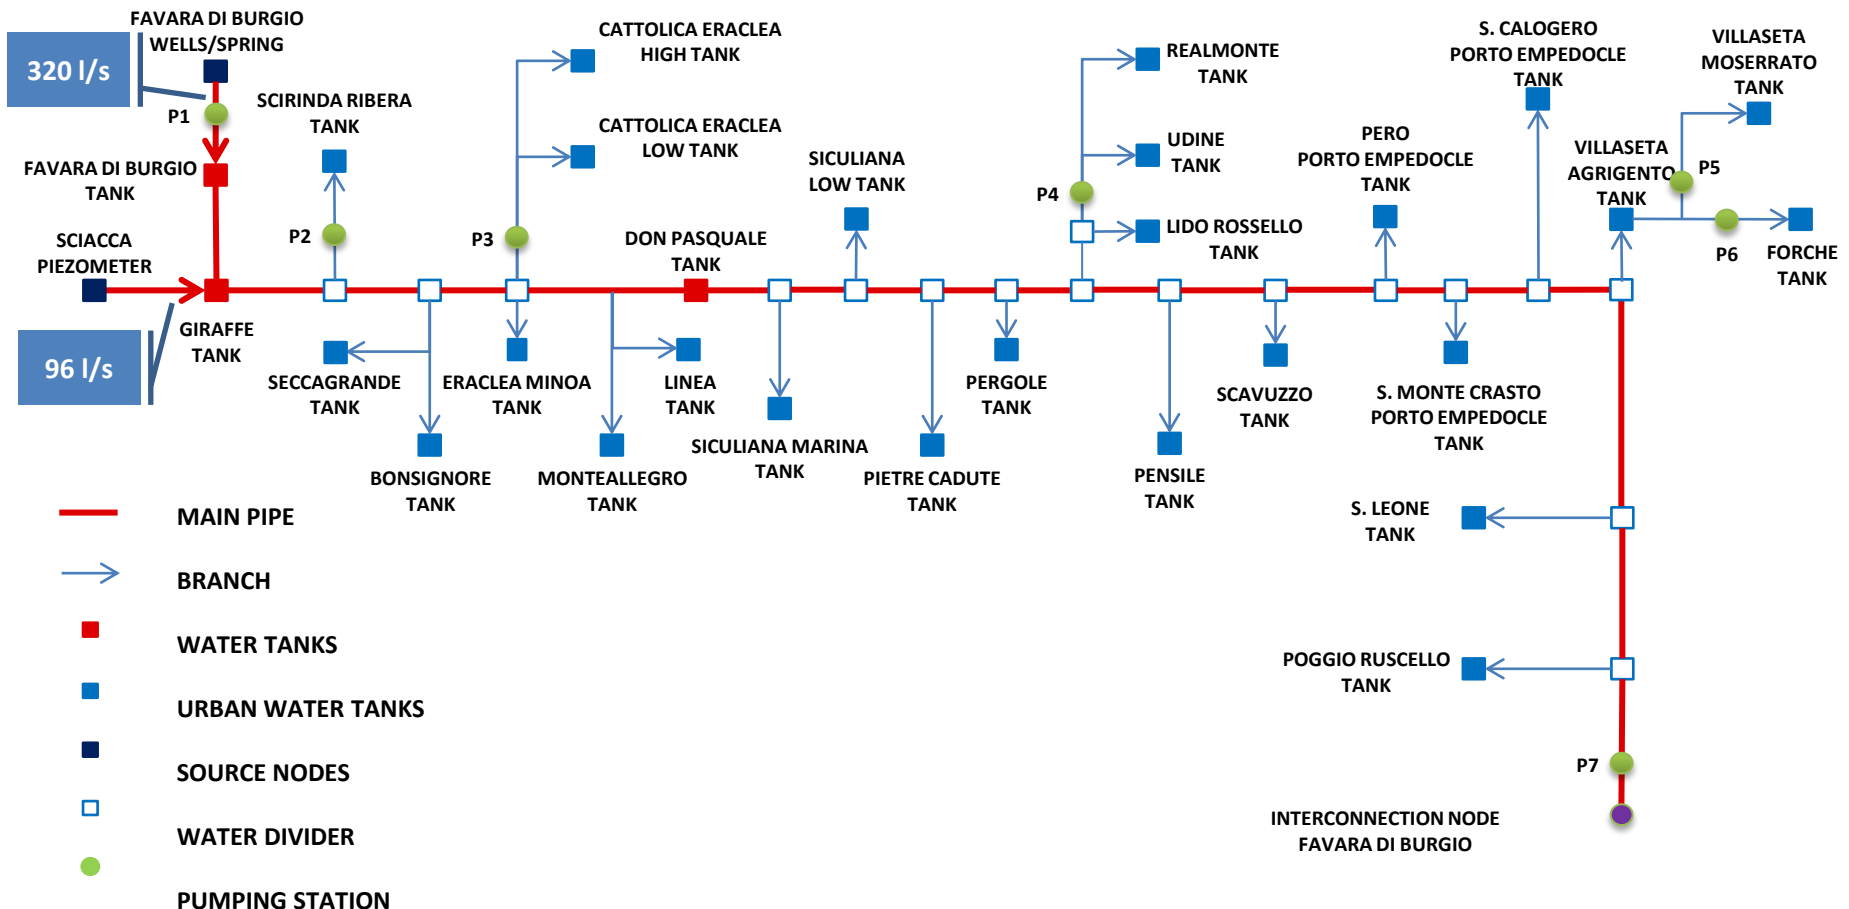 FAVARA DI BURGIO
WELLS/SPRING
320 l/s
P1
SCIRINDA RIBERA
TANK
CATTOLICA ERACLEA
HIGH TANK
CATTOLICA ERACLEA
LOW TANK
REALMONTE
TANK
UDINE
TANK
LIDO ROSSELLO
TANK
S. CALOGERO
PORTO EMPEDOCLE
TANK
VILLASETA
MOSERRATO
TANK
FAVARA DI BURGIO
TANK
SCIACCA
PIEZOMETER
P2
P3
DON PASQUALE
TANK
SICULIANA
LOW TANK
P4
PERO
PORTO EMPEDOCLE
TANK
VILLASETA
AGRIGENTO
TANK
P5
P6
FORCHE
TANK
GIRAFFE
TANK
96 l/s
SECCAGRANDE
TANK
ERACLEA MINOA
TANK
LINEA
TANK
PERGOLE
TANK
SCAVUZZO
TANK
S. MONTE CRASTO
PORTO EMPEDOCLE
TANK
BONSIGNORE
TANK
MONTEALLEGRO
TANK
SICULIANA MARINA
TANK
PIETRE CADUTE
TANK
PENSILE
TANK
S. LEONE
TANK
POGGIO RUSCELLO
TANK
P7
INTERCONNECTION NODE
FAVARA DI BURGIO
MAIN PIPE
BRANCH
WATER TANKS
URBAN WATER TANKS
SOURCE NODES
WATER DIVIDER
PUMPING STATION